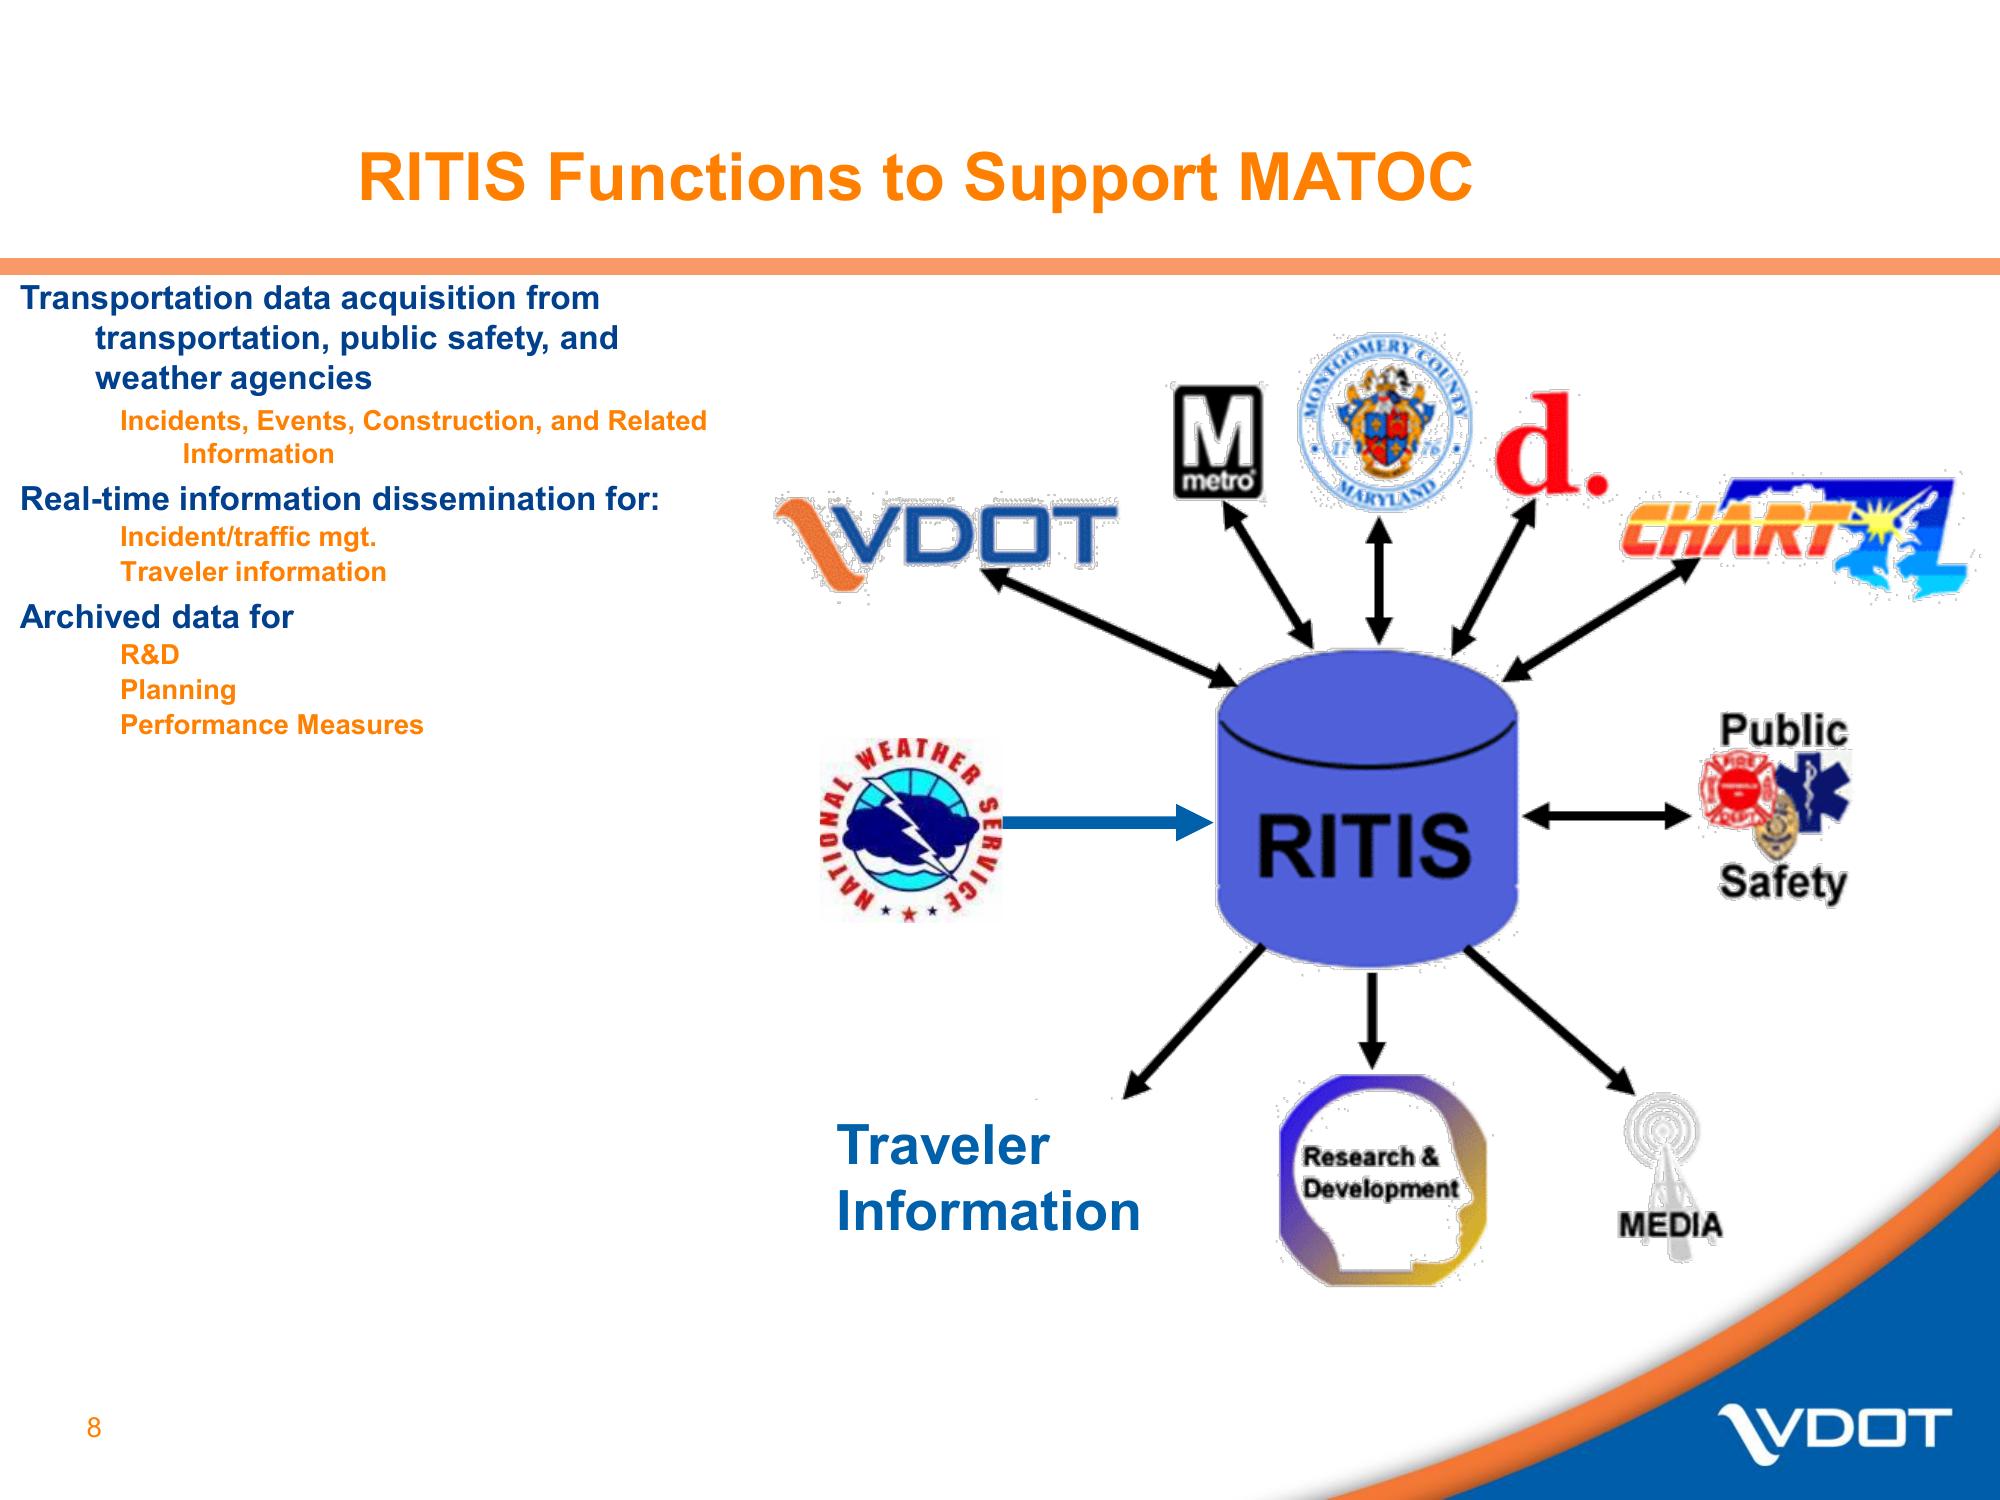 RITIS Functions to Support MATOC
Transportation data acquisition from
transportation, public safety, and
weather agencies
Incidents, Events, Construction, and Related
Information
Real-time information dissemination for:
Incident/traffic mgt.
Traveler information
Archived data for
R&D
Planning
Performance Measures
M
metro
MONTGOMERY COUNTY
17 76
MARYLAND
d.
VDOT
CHART
Public
FIRE
DEPT
Safety
NATIONAL WEATHER SERVICE
RITIS
Traveler
Information
Research &
Development
MEDIA
8
VDOT